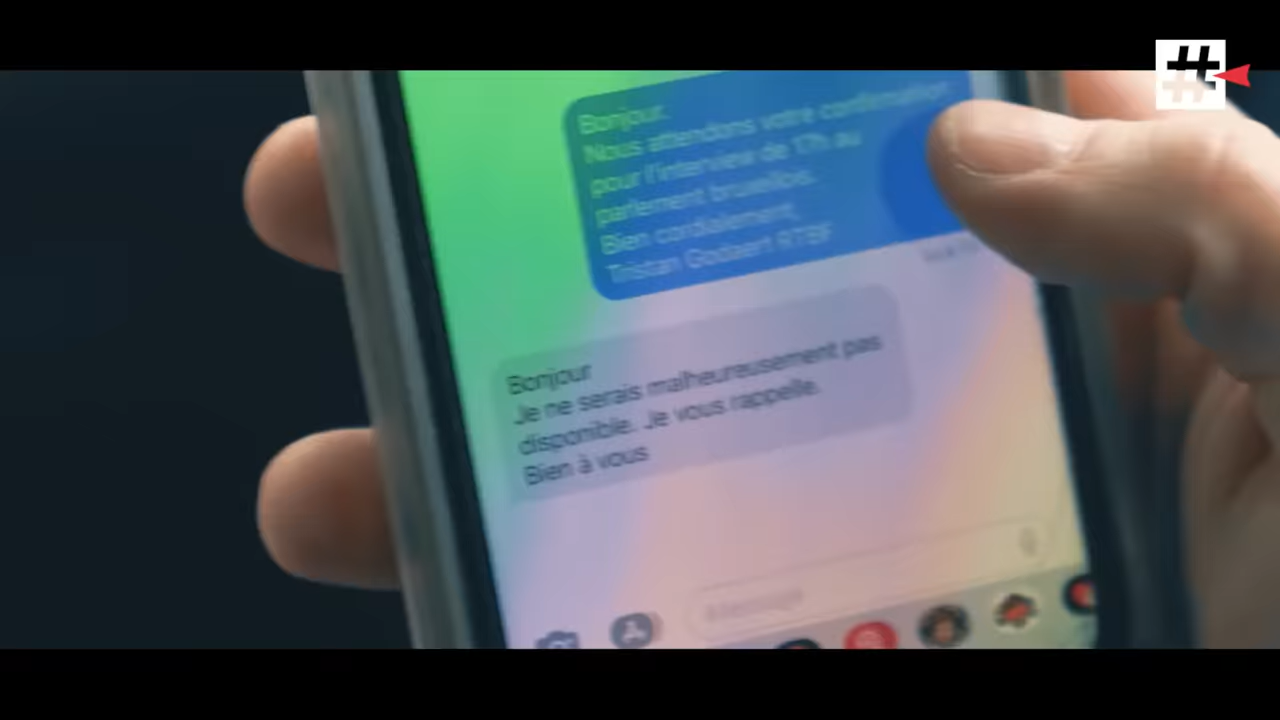 Bonjour.
Nous attendons votre confirmation
pour l'interview de 17h au
parlement bruxellois.
Bien cordialement,
Tristan Godaert RTBF
Bonjour
Je ne serais malheureusement pas
disponible. Je vous rappelle.
Bien à vous
Message
#